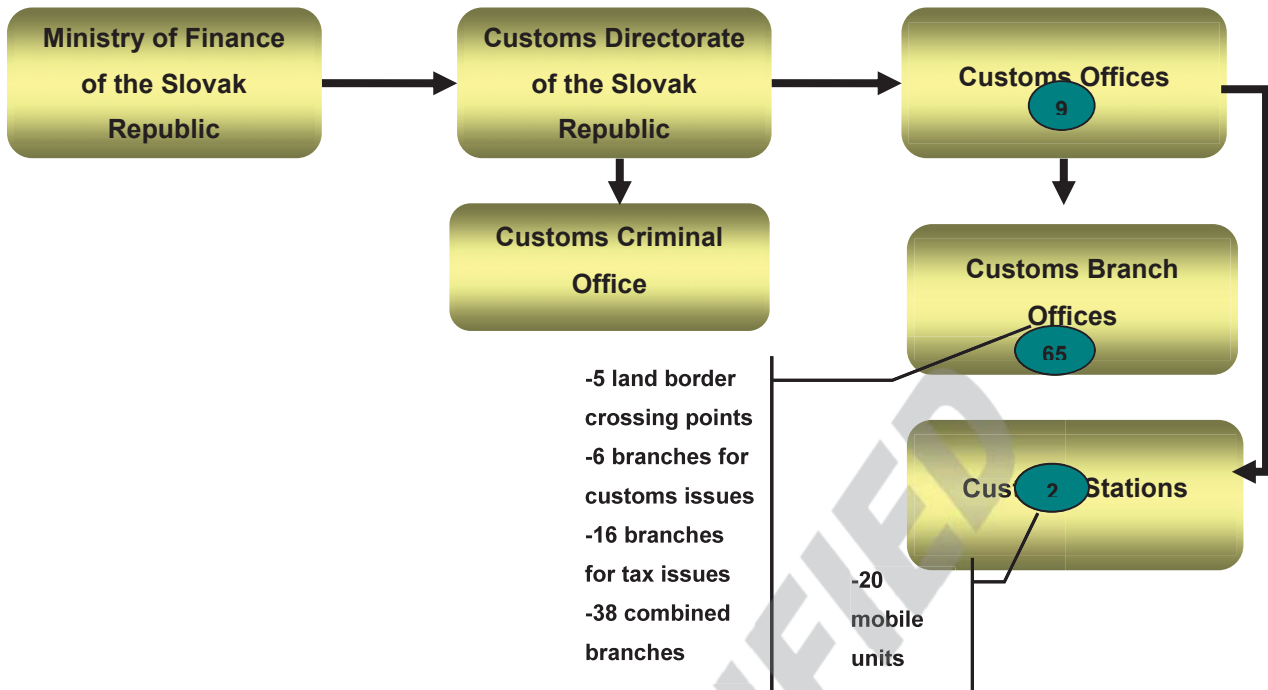 Ministry of Finance
of the Slovak
Republic
Customs Directorate
of the Slovak
Republic
Customs Offices
9
Customs Criminal
Office
Customs Branch
Offices
65
-5 land border
crossing points
-6 branches for
customs issues
-16 branches
for tax issues
-38 combined
branches
2 Stations
-20
mobile
units